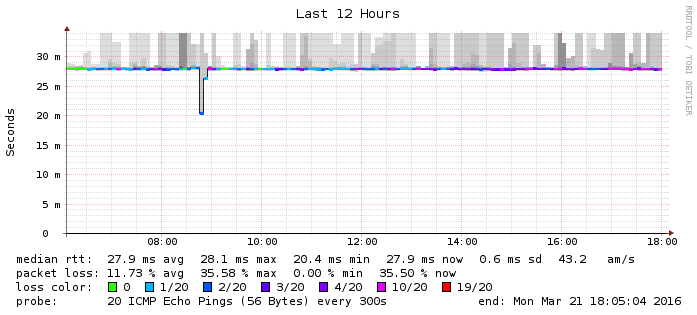 Last 12 Hours
RRDTOOL / TOBI OETIKER
Seconds
30 m
25 m
20 m
15 m
10 m
5 m
0
08:00 10:00 12:00 14:00 16:00 18:00
median rtt: 27.9 ms avg 28.1 ms max 20.4 ms min 27.9 ms now 0.6 ms sd 43.2 am/s
packet loss: 11.73 % avg 35.58 % max 0.00 % min 35.50 % now
loss color: 0 1/20 2/20 3/20 4/20 10/20 19/20
probe: 20 ICMP Echo Pings (56 Bytes) every 300s end: Mon Mar 21 18:05:04 2016